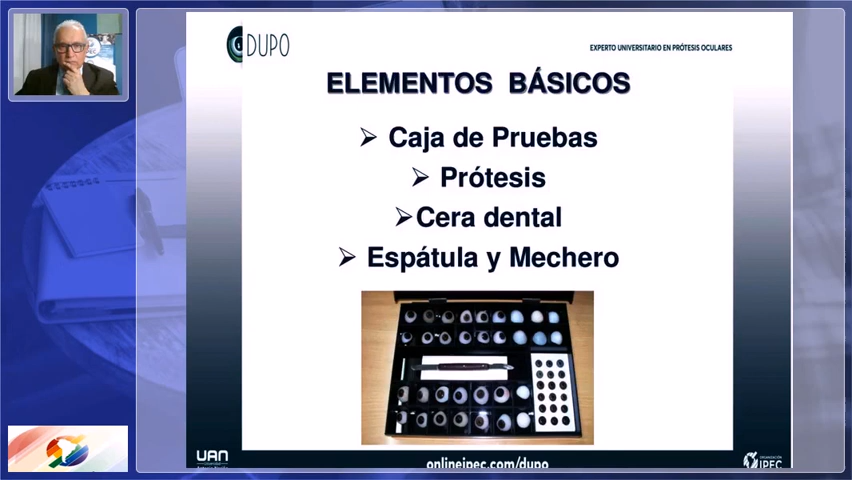 DUPO
EXPERTO UNIVERSITARIO EN PRÓTESIS OCULARES
ELEMENTOS BÁSICOS
Caja de Pruebas
Prótesis
Cera dental
Espátula y Mechero
UAN
onlineipec.com/dupo
ORGANIZACIÓN
IPEC